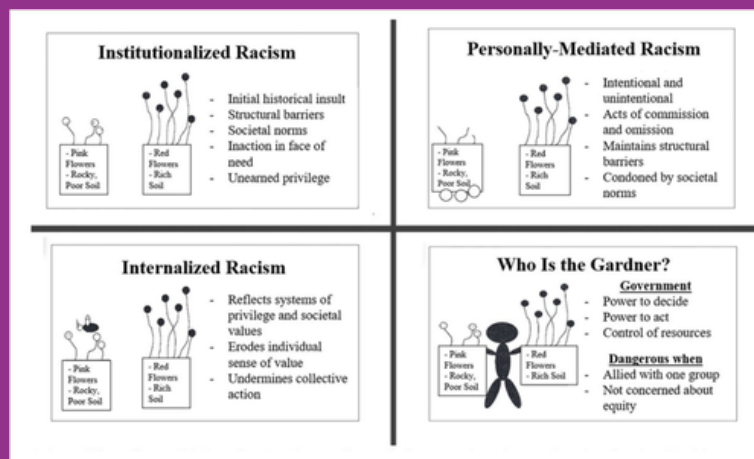 Institutionalized Racism
- Pink
Flowers
- Rocky,
Poor Soil
- Red
Flowers
- Rich
Soil
- Initial historical insult
- Structural barriers
- Societal norms
- Inaction in face of
need
- Unearned privilege
Personally-Mediated Racism
- Pink
Flowers
- Rocky,
Poor Soil
- Red
Flowers
- Rich
Soil
- Intentional and
unintentional
- Acts of commission
and omission
- Maintains structural
barriers
- Condoned by societal
norms
Internalized Racism
- Pink
Flowers
- Rocky,
Poor Soil
- Red
Flowers
- Rich
Soil
- Reflects systems of
privilege and societal
values
- Erodes individual
sense of value
- Undermines collective
action
Who Is the Gardner?
- Pink
Flowers
- Rocky,
Poor Soil
- Red
Flowers
- Rich Soil
Government
- Power to decide
- Power to act
- Control of resources
Dangerous when
- Allied with one group
- Not concerned about
equity